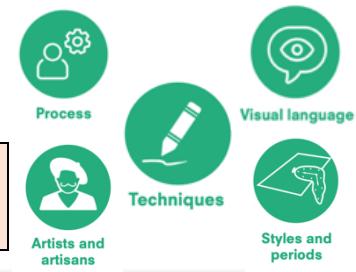 Process
Visual language
Techniques
Artists and
artisans
Styles and
periods